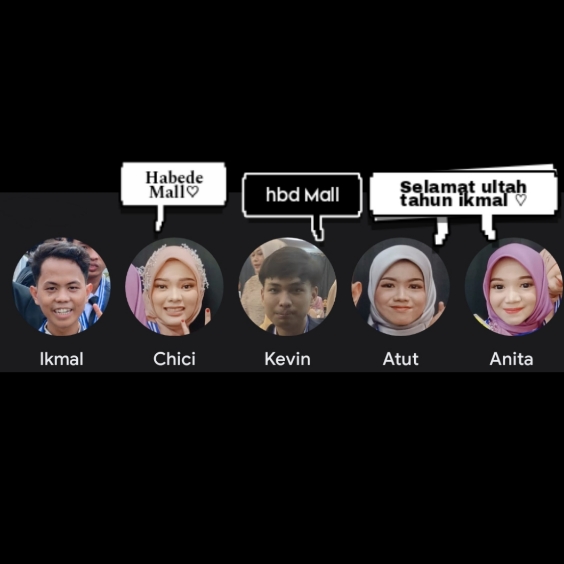 Habede
Mall♡
hbd Mall
Selamat ultah
tahun ikmal ♡
Ikmal
Chici
Kevin
Atut
Anita